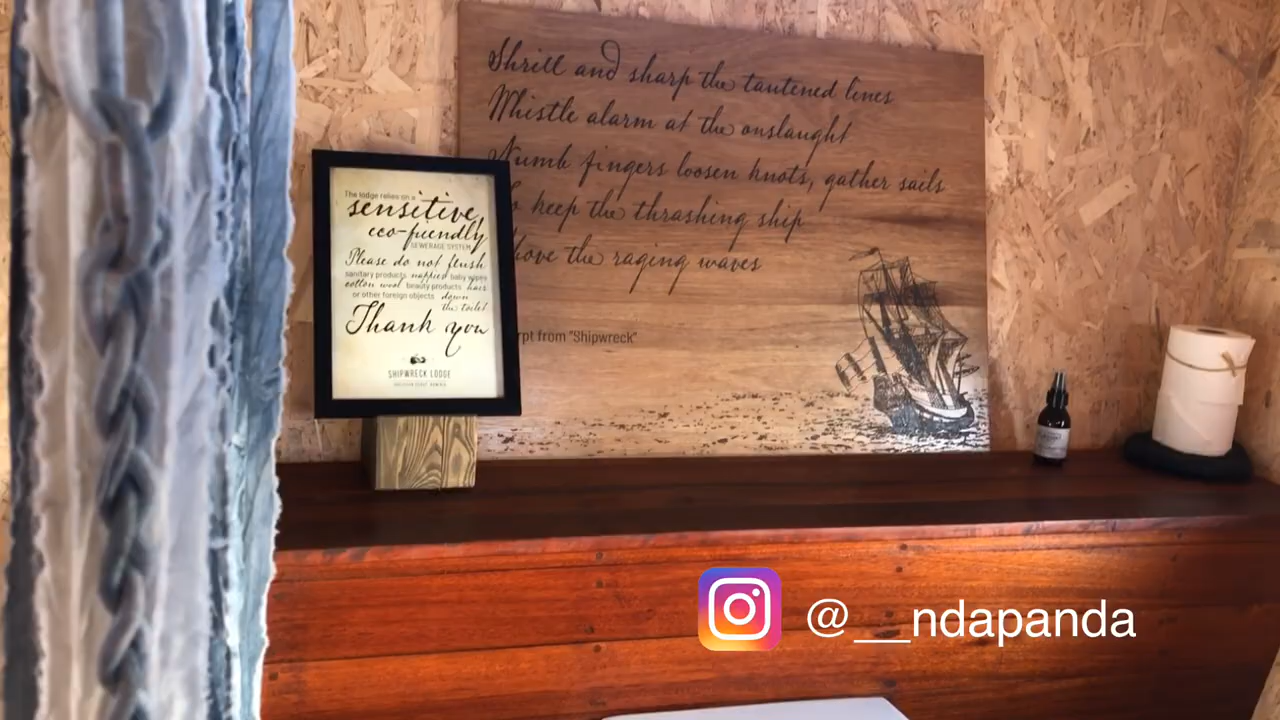 Shrill and sharp the tautened lines
Whistle alarm at the onslaught
Numb fingers loosen knots, gather sails
keep the thrashing ship
the raging waves
rpt from "Shipwreck"
The lodge relies on a
sensitive,
eco-friendly
SEWERAGE SYSTEM
Please do not flush
sanitary products nappies baby wipes
cotton wool beauty products hair
or other foreign objects down
the toilet
Thank you
SHIPWRECK LODGE
@__ndapanda